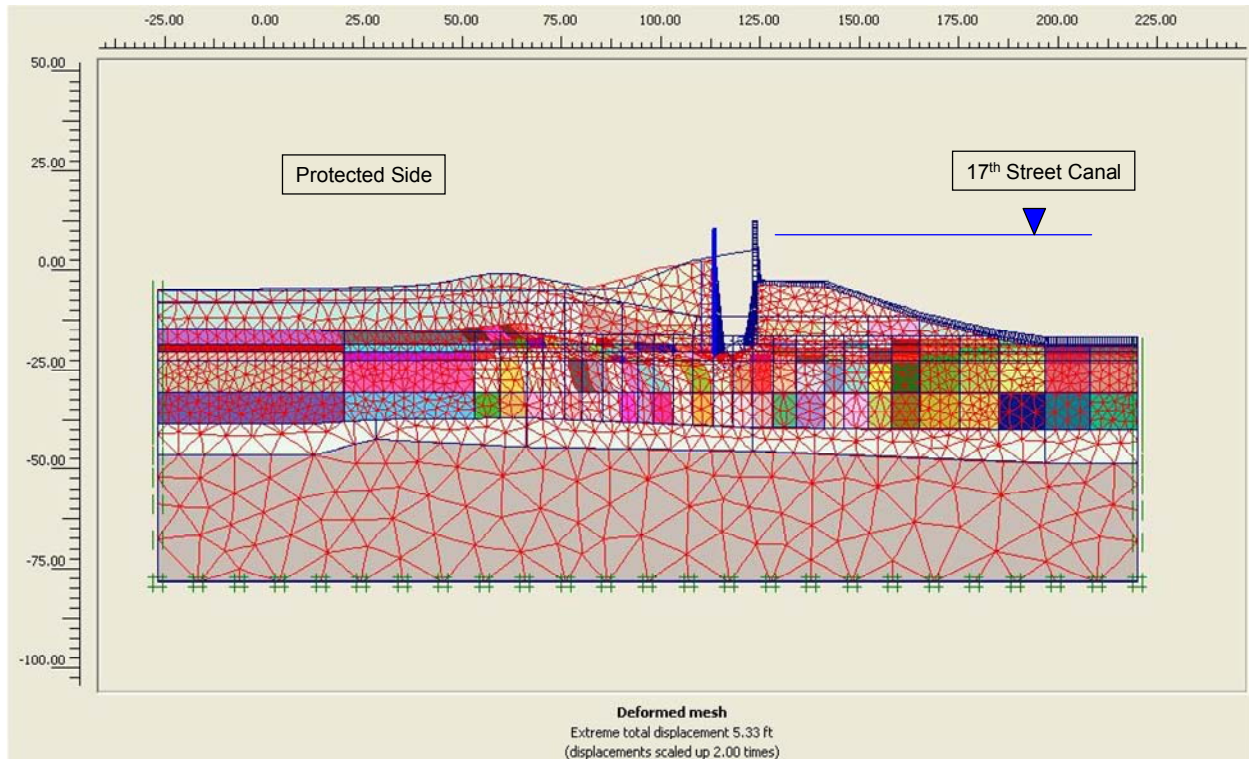 -25.00 0.00 25.00 50.00 75.00 100.00 125.00 150.00 175.00 200.00 225.00
50.00
25.00
0.00
-25.00
-50.00
-75.00
-100.00
Protected Side
17th Street Canal
Deformed mesh
Extreme total displacement 5.33 ft
(displacements scaled up 2.00 times)